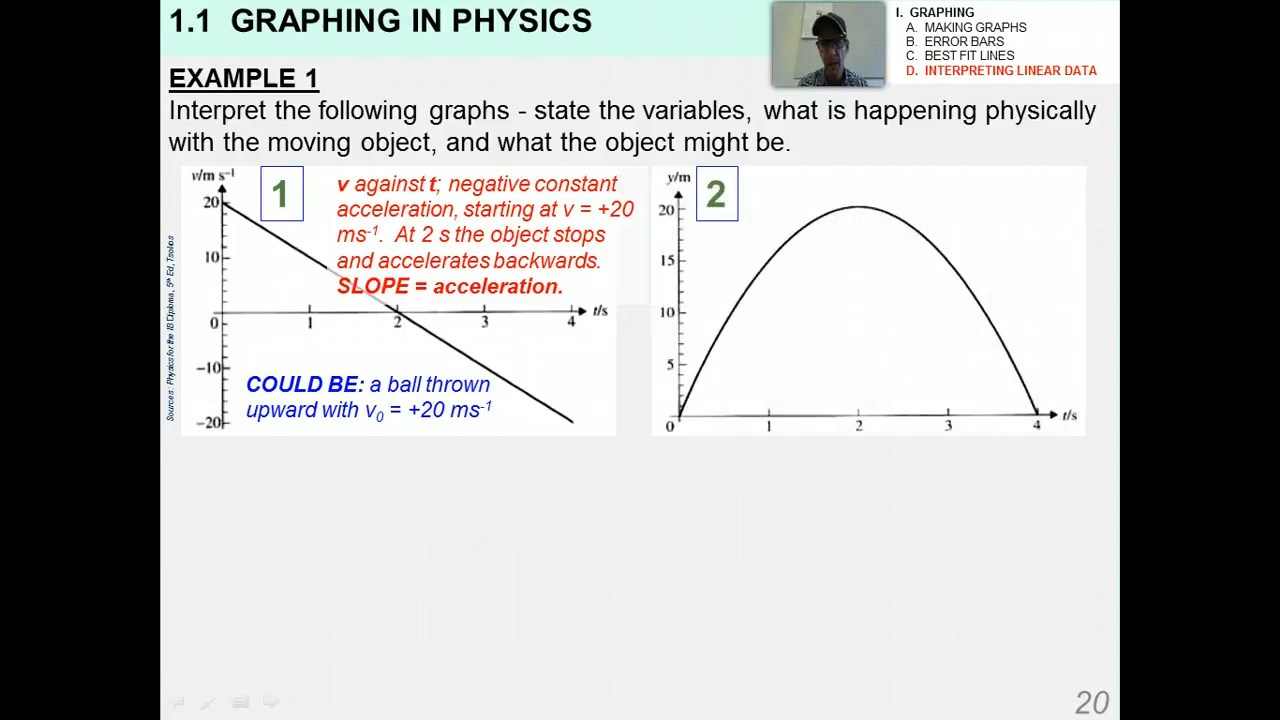 1.1 GRAPHING IN PHYSICS
I. GRAPHING
A. MAKING GRAPHS
B. ERROR BARS
C. BEST FIT LINES
D. INTERPRETING LINEAR DATA
EXAMPLE 1
Interpret the following graphs - state the variables, what is happening physically
with the moving object, and what the object might be.
v/m s⁻¹
1
v against t; negative constant
acceleration, starting at v = +20
ms⁻¹. At 2 s the object stops
and accelerates backwards.
SLOPE = acceleration.
20
10
0
-10
-20
1 2 3 4 t/s
COULD BE: a ball thrown
upward with v₀ = +20 ms⁻¹
Sources: Physics for the IB Diploma, 5th Ed, Tsokos
y/m
2
20
15
10
5
0 1 2 3 4 t/s
20